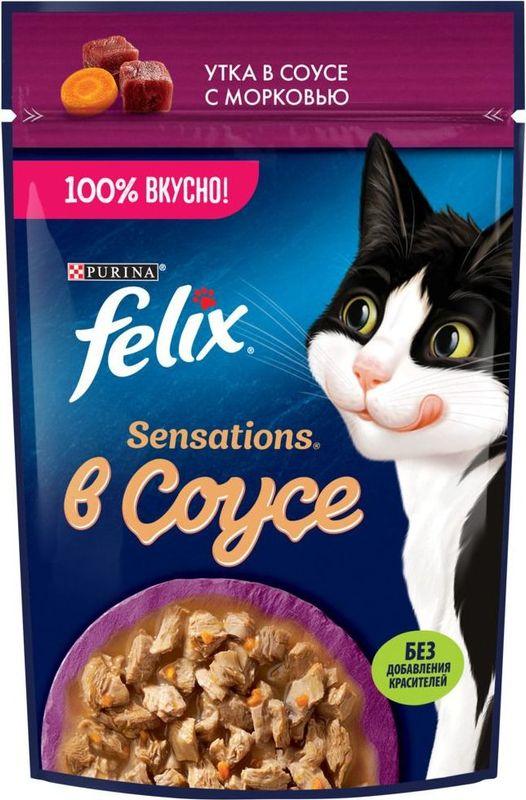 УТКА В СОУСЕ
С МОРКОВЬЮ
100% ВКУСНО!
PURINA®
felix®
Sensations®
в Соусе
БЕЗ
ДОБАВЛЕНИЯ
КРАСИТЕЛЕЙ